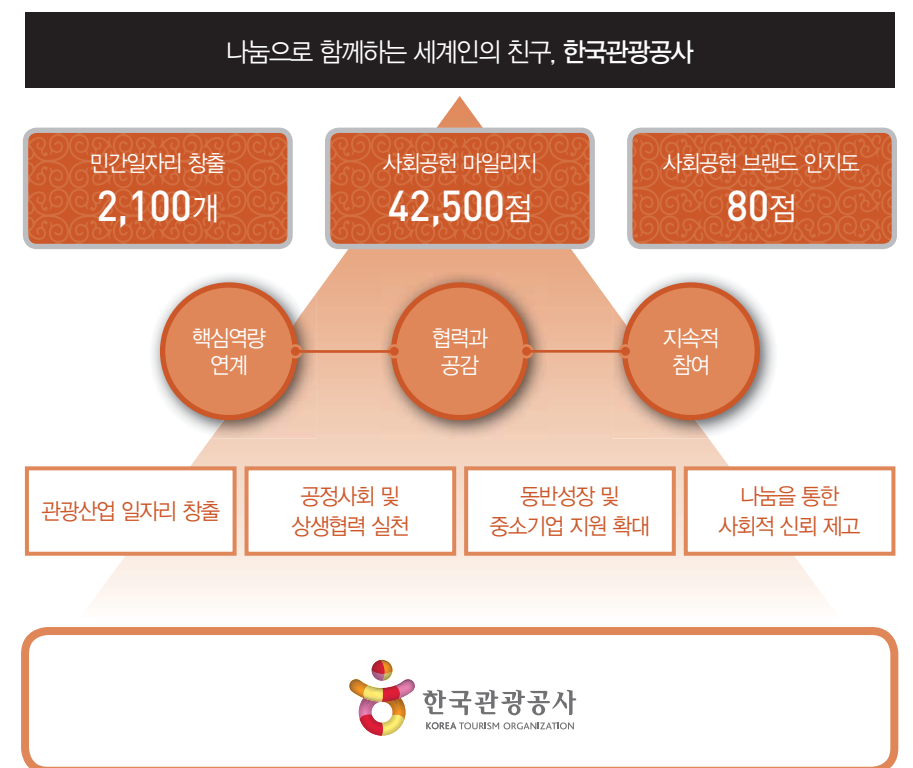 나눔으로 함께하는 세계인의 친구, 한국관광공사
민간일자리 창출
2,100개
사회공헌 마일리지
42,500점
사회공헌 브랜드 인지도
80점
핵심역량
연계
협력과
공감
지속적
참여
관광산업 일자리 창출
공정사회 및
상생협력 실천
동반성장 및
중소기업 지원 확대
나눔을 통한
사회적 신뢰 제고
한국관광공사
KOREA TOURISM ORGANIZATION